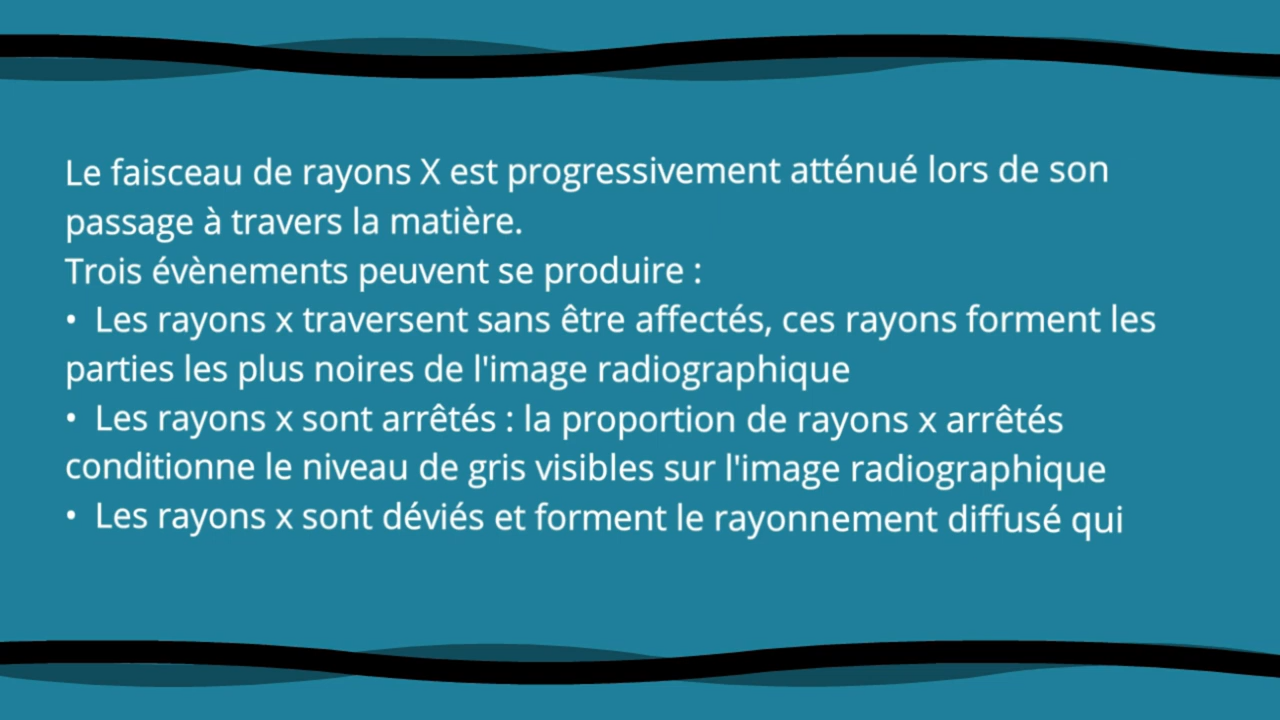 Le faisceau de rayons X est progressivement atténué lors de son
passage à travers la matière.
Trois évènements peuvent se produire :
• Les rayons x traversent sans être affectés, ces rayons forment les
parties les plus noires de l'image radiographique
• Les rayons x sont arrêtés : la proportion de rayons x arrêtés
conditionne le niveau de gris visibles sur l'image radiographique
• Les rayons x sont déviés et forment le rayonnement diffusé qui